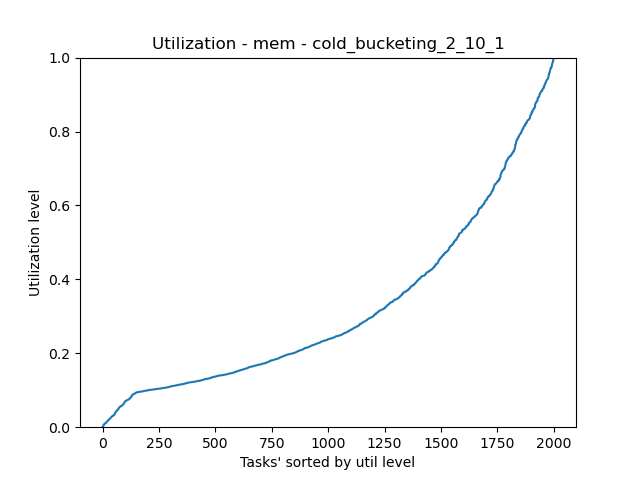 Utilization - mem - cold_bucketing_2_10_1
1.0
0.8
0.6
0.4
0.2
0.0
Utilization level
0 250 500 750 1000 1250 1500 1750 2000
Tasks' sorted by util level